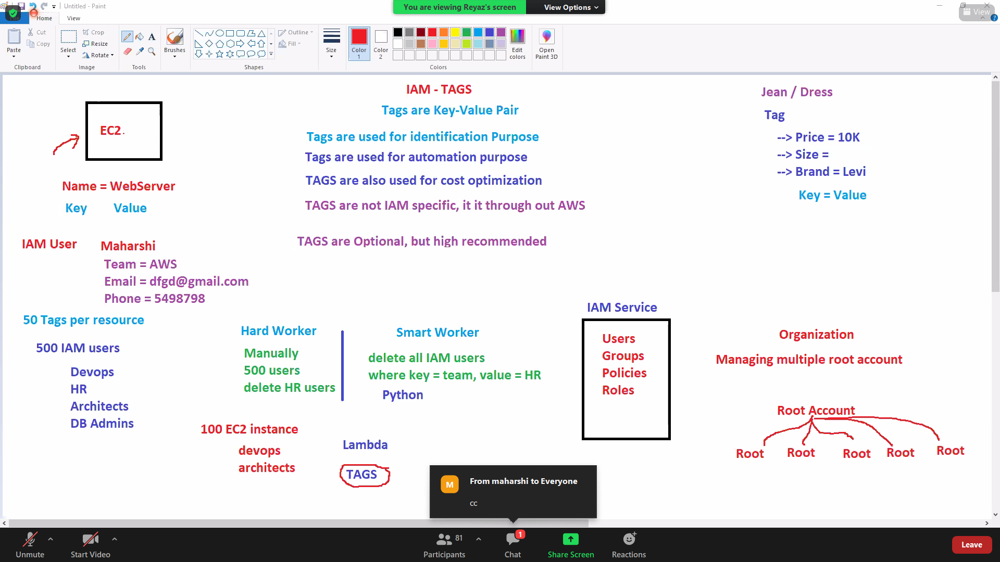 Untitled - Paint
You are viewing Reyaz's screen
View Options
View
File
Home
View
Paste
Cut
Copy
Clipboard
Select
Crop
Resize
Rotate
Image
Tools
Brushes
Shapes
Outline
Fill
Size
Color 1
Color 2
Colors
Edit colors
Open Paint 3D
IAM - TAGS
Tags are Key-Value Pair
Tags are used for identification Purpose
Tags are used for automation purpose
TAGS are also used for cost optimization
TAGS are not IAM specific, it it through out AWS
TAGS are Optional, but high recommended
EC2
Name = WebServer
Key Value
Jean / Dress
Tag
--> Price = 10K
--> Size =
--> Brand = Levi
Key = Value
IAM User Maharshi
Team = AWS
Email = dfgd@gmail.com
Phone = 5498798
50 Tags per resource
500 IAM users
Devops
HR
Architects
DB Admins
Hard Worker
Manually
500 users
delete HR users
Smart Worker
delete all IAM users
where key = team, value = HR
Python
100 EC2 instance
devops
architects
Lambda
TAGS
IAM Service
Users
Groups
Policies
Roles
Organization
Managing multiple root account
Root Account
Root Root Root Root Root
M
From maharshi to Everyone
cc
Unmute
Start Video
81
Participants
1
Chat
Share Screen
Reactions
Leave